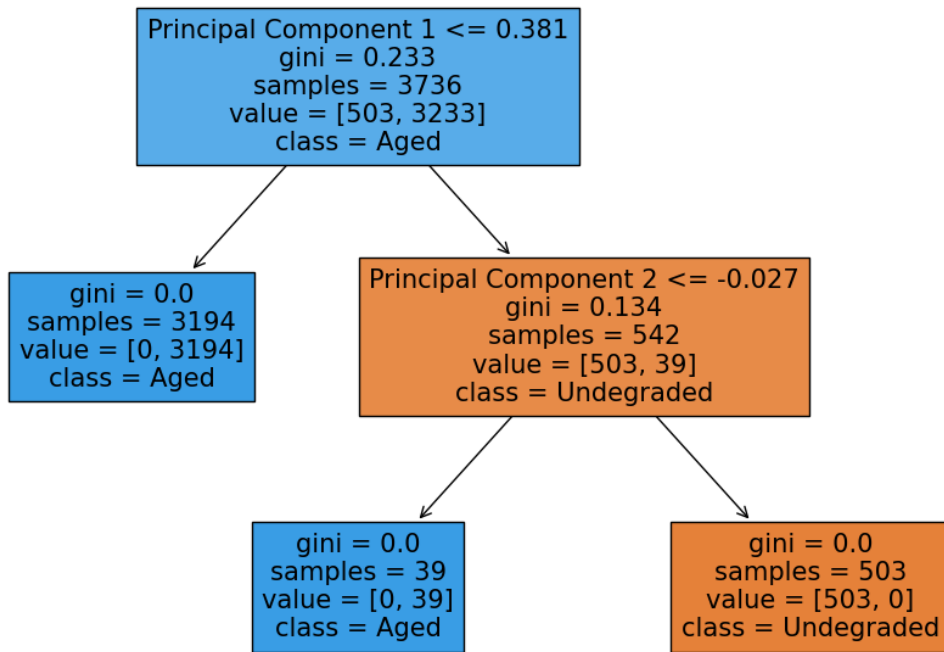 Principal Component 1 <= 0.381
gini = 0.233
samples = 3736
value = [503, 3233]
class = Aged
gini = 0.0
samples = 3194
value = [0, 3194]
class = Aged
Principal Component 2 <= -0.027
gini = 0.134
samples = 542
value = [503, 39]
class = Undegraded
gini = 0.0
samples = 39
value = [0, 39]
class = Aged
gini = 0.0
samples = 503
value = [503, 0]
class = Undegraded